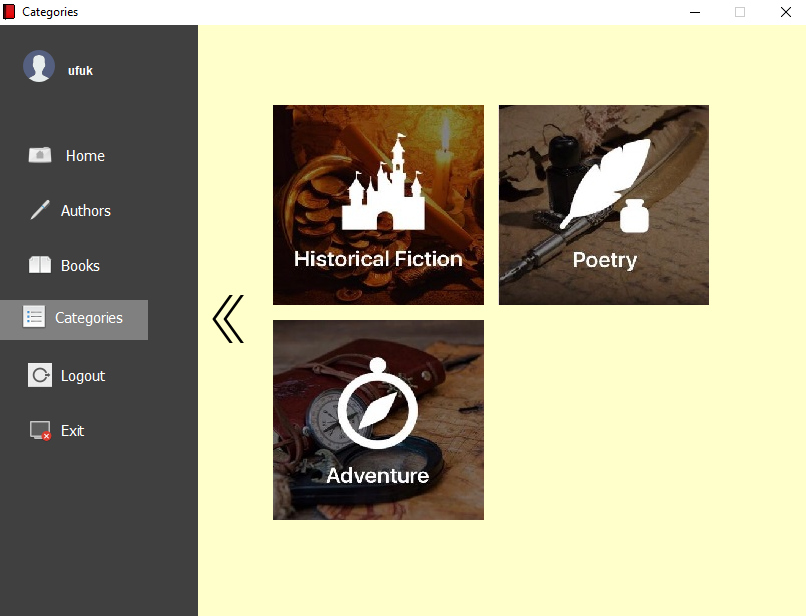 Categories
ufuk
Home
Authors
Books
Categories
Logout
Exit
Historical Fiction
Poetry
Adventure